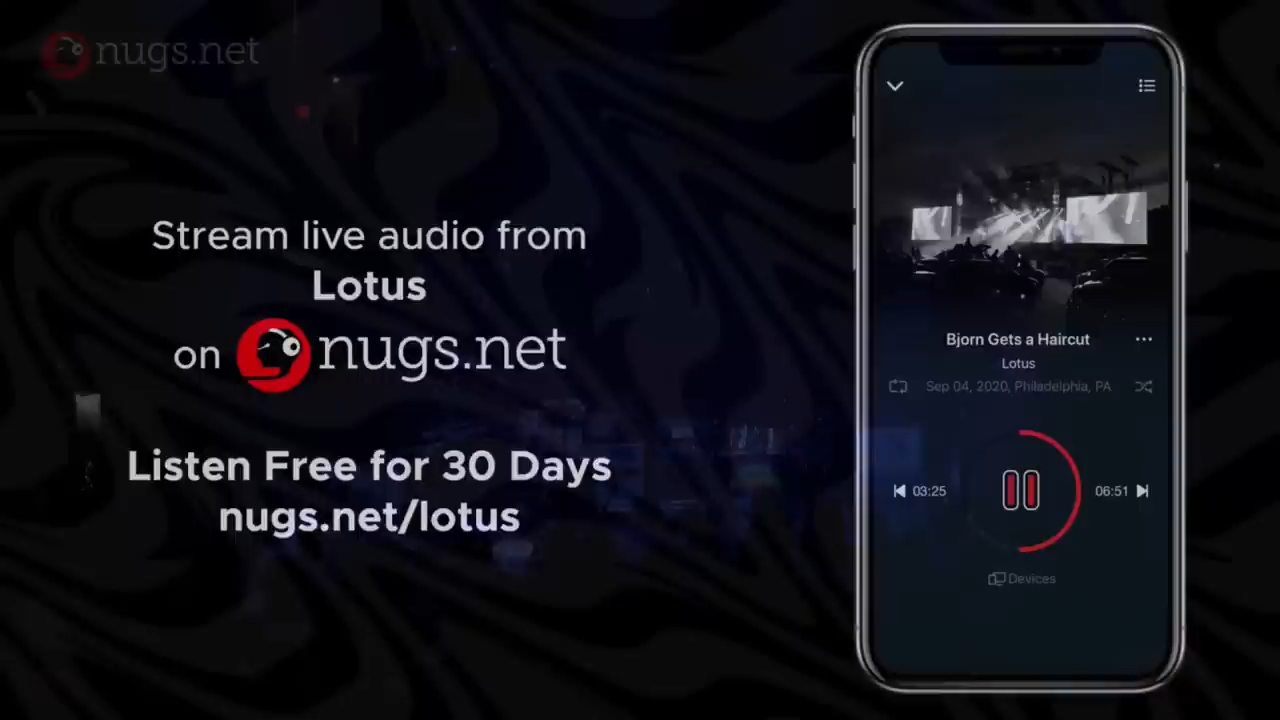 nugs.net
Stream live audio from
Lotus
on nugs.net
Listen Free for 30 Days
nugs.net/lotus
Bjorn Gets a Haircut
Lotus
Sep 04, 2020, Philadelphia, PA
03:25
06:51
Devices